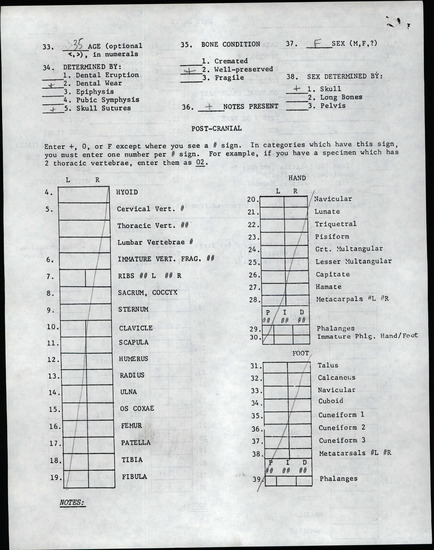 33. 35 AGE (optional
<,>), in numerals
34. DETERMINED BY:
1. Dental Eruption
+ 2. Dental Wear
3. Epiphysis
4. Pubic Symphysis
+ 5. Skull Sutures
35. BONE CONDITION
1. Cremated
+ 2. Well-preserved
3. Fragile
36. + NOTES PRESENT
37. F SEX (M,F,?)
38. SEX DETERMINED BY:
+ 1. Skull
2. Long Bones
3. Pelvis
POST-CRANIAL
Enter +, 0, or F except where you see a # sign. In categories which have this sign,
you must enter one number per # sign. For example, if you have a specimen which has
2 thoracic vertebrae, enter them as 02.
L R
4. HYOID
5. Cervical Vert. #
Thoracic Vert. ##
Lumbar Vertebrae #
6. IMMATURE VERT. FRAG. ##
7. RIBS ## L ## R
8. SACRUM, COCCYX
9. STERNUM
10. CLAVICLE
11. SCAPULA
12. HUMERUS
13. RADIUS
14. ULNA
15. OS COXAE
16. FEMUR
17. PATELLA
18. TIBIA
19. FIBULA
NOTES:
HAND
L R
20. Navicular
21. Lunate
22. Triquetral
23. Pisiform
24. Grt. Multangular
25. Lesser Multangular
26. Capitate
27. Hamate
28. Metacarpals #L #R
P I D
## ## ##
29. Phalanges
30. Immature Phlg. Hand/Foot
FOOT
31. Talus
32. Calcaneus
33. Navicular
34. Cuboid
35. Cuneiform 1
36. Cuneiform 2
37. Cuneiform 3
38. Metatarsals #L #R
P I D
## ## ##
39. Phalanges